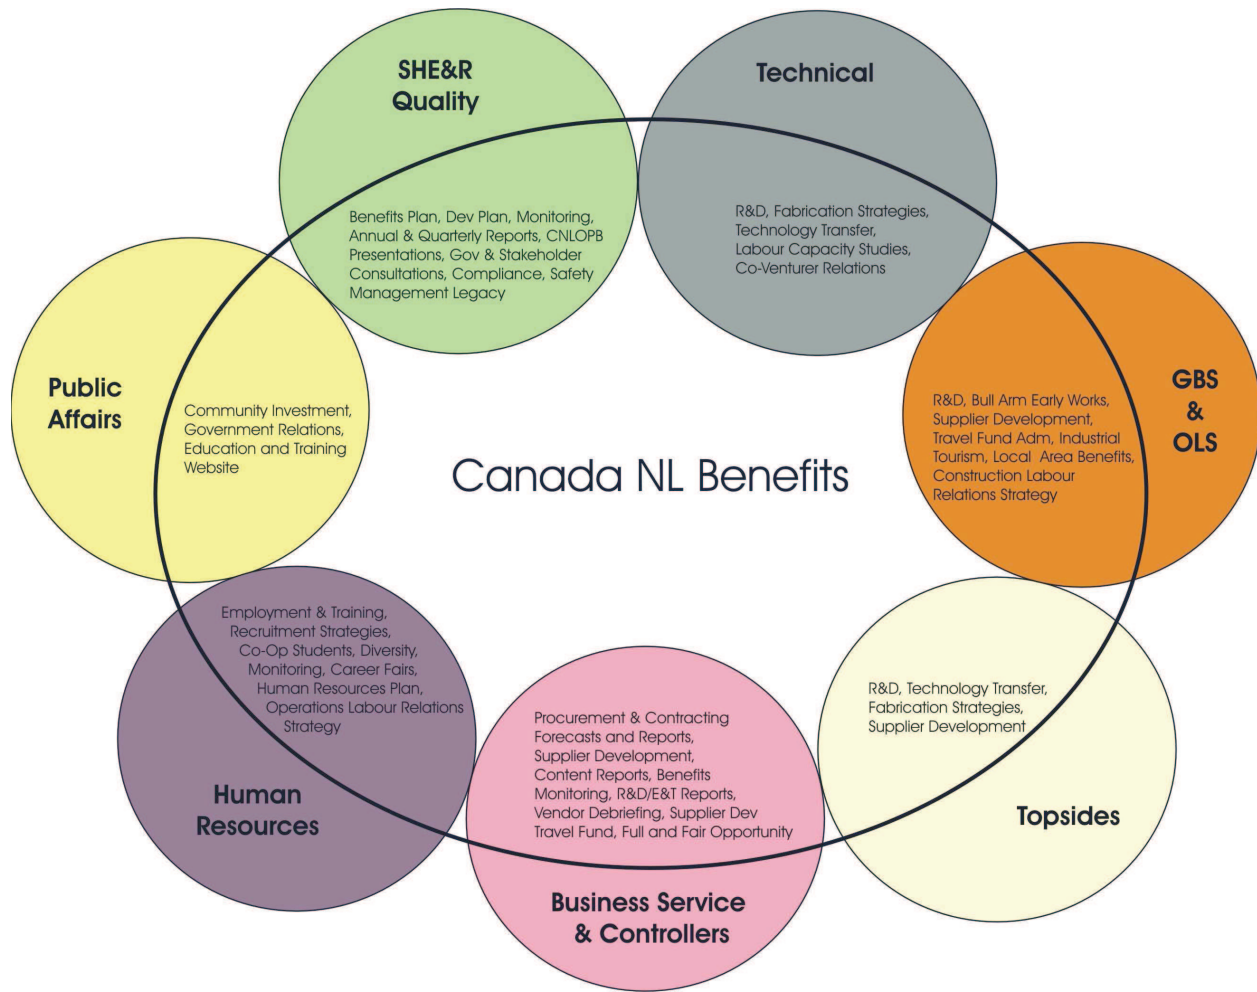 SHE&R
Quality
Benefits Plan, Dev Plan, Monitoring,
Annual & Quarterly Reports, CNLOPB
Presentations, Gov & Stakeholder
Consultations, Compliance, Safety
Management Legacy
Technical
R&D, Fabrication Strategies,
Technology Transfer,
Labour Capacity Studies,
Co-Venturer Relations
Public
Affairs
Community Investment,
Government Relations,
Education and Training
Website
Canada NL Benefits
R&D, Bull Arm Early Works,
Supplier Development,
Travel Fund Adm, Industrial
Tourism, Local Area Benefits,
Construction Labour
Relations Strategy
GBS
&
OLS
Employment & Training,
Recruitment Strategies,
Co-Op Students, Diversity,
Monitoring, Career Fairs,
Human Resources Plan,
Operations Labour Relations
Strategy
Human
Resources
Procurement & Contracting
Forecasts and Reports,
Supplier Development,
Content Reports, Benefits
Monitoring, R&D/E&T Reports,
Vendor Debriefing, Supplier Dev
Travel Fund, Full and Fair Opportunity
Business Service
& Controllers
R&D, Technology Transfer,
Fabrication Strategies,
Supplier Development
Topsides